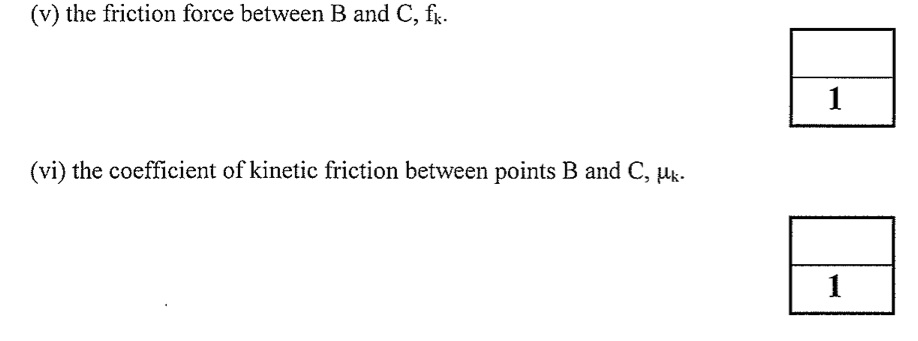 (v) the friction force between B and C, fk.
1
(vi) the coefficient of kinetic friction between points B and C, μk.
1